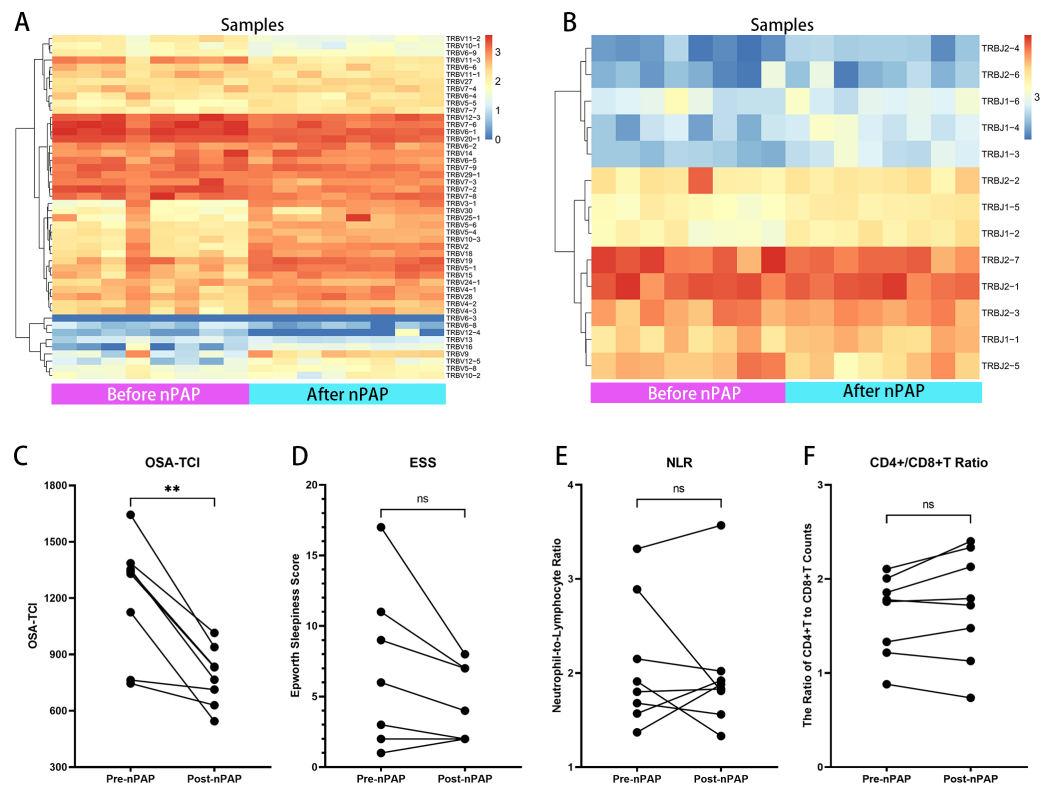 A
Samples
TRBV11-2
TRBV10-1
TRBV6-9
TRBV11-3
TRBV6-6
TRBV11-1
TRBV27
TRBV7-4
TRBV6-4
TRBV5-5
TRBV7-7
TRBV12-3
TRBV7-6
TRBV6-1
TRBV20-1
TRBV6-2
TRBV14
TRBV6-5
TRBV7-9
TRBV29-1
TRBV7-3
TRBV7-2
TRBV7-8
TRBV3-1
TRBV30
TRBV25-1
TRBV5-6
TRBV5-4
TRBV10-3
TRBV2
TRBV18
TRBV19
TRBV5-1
TRBV15
TRBV24-1
TRBV4-1
TRBV28
TRBV4-2
TRBV4-3
TRBV6-3
TRBV6-8
TRBV12-4
TRBV13
TRBV16
TRBV9
TRBV12-5
TRBV5-8
TRBV10-2
3
2
1
0
Before nPAP
After nPAP
B
Samples
TRBJ2-4
TRBJ2-6
TRBJ1-6
TRBJ1-4
TRBJ1-3
TRBJ2-2
TRBJ1-5
TRBJ1-2
TRBJ2-7
TRBJ2-1
TRBJ2-3
TRBJ1-1
TRBJ2-5
3
Before nPAP
After nPAP
C
OSA-TCI
**
OSA-TCI
1800
1500
1200
900
600
300
Pre-nPAP
Post-nPAP
D
ESS
ns
Epworth Sleepiness Score
20
15
10
5
0
Pre-nPAP
Post-nPAP
E
NLR
ns
Neutrophil-to-Lymphocyte Ratio
4
3
2
1
Pre-nPAP
Post-nPAP
F
CD4+/CD8+T Ratio
ns
The Ratio of CD4+T to CD8+T Counts
3
2
1
0
Pre-nPAP
Post-nPAP